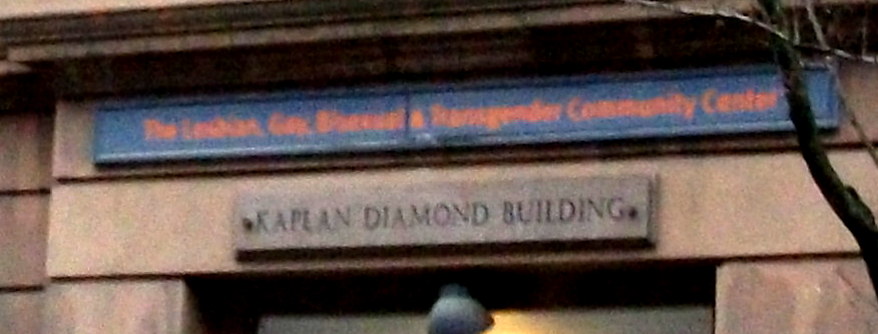 The Lesbian, Gay, Bisexual & Transgender Community Center
KAPLAN DIAMOND BUILDING